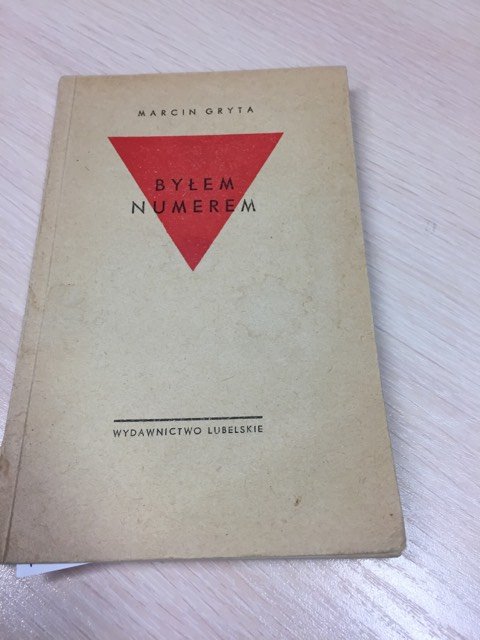 MARCIN GRYTA
BYŁEM
NUMEREM
WYDAWNICTWO LUBELSKIE